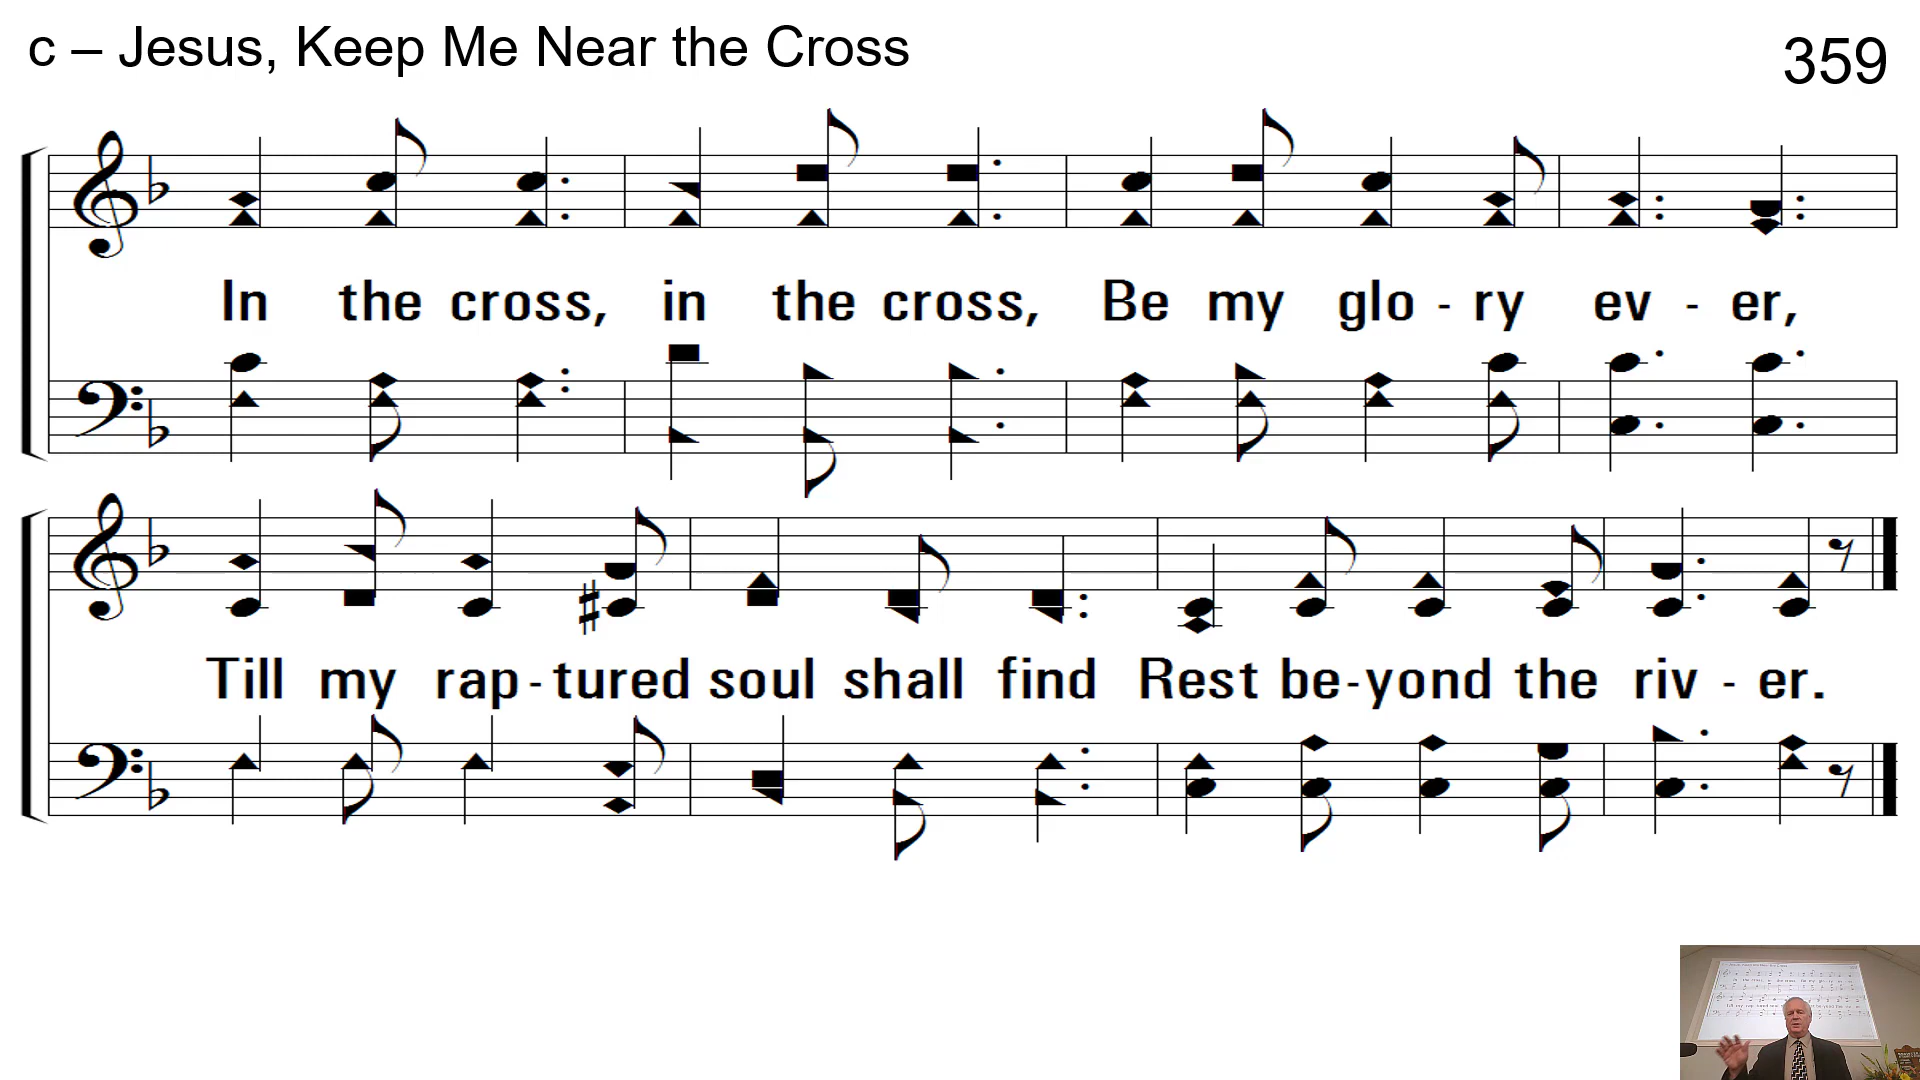 c – Jesus, Keep Me Near the Cross
359
In the cross, in the cross, Be my glo - ry ev - er,
Till my rap - tured soul shall find Rest be - yond the riv - er.